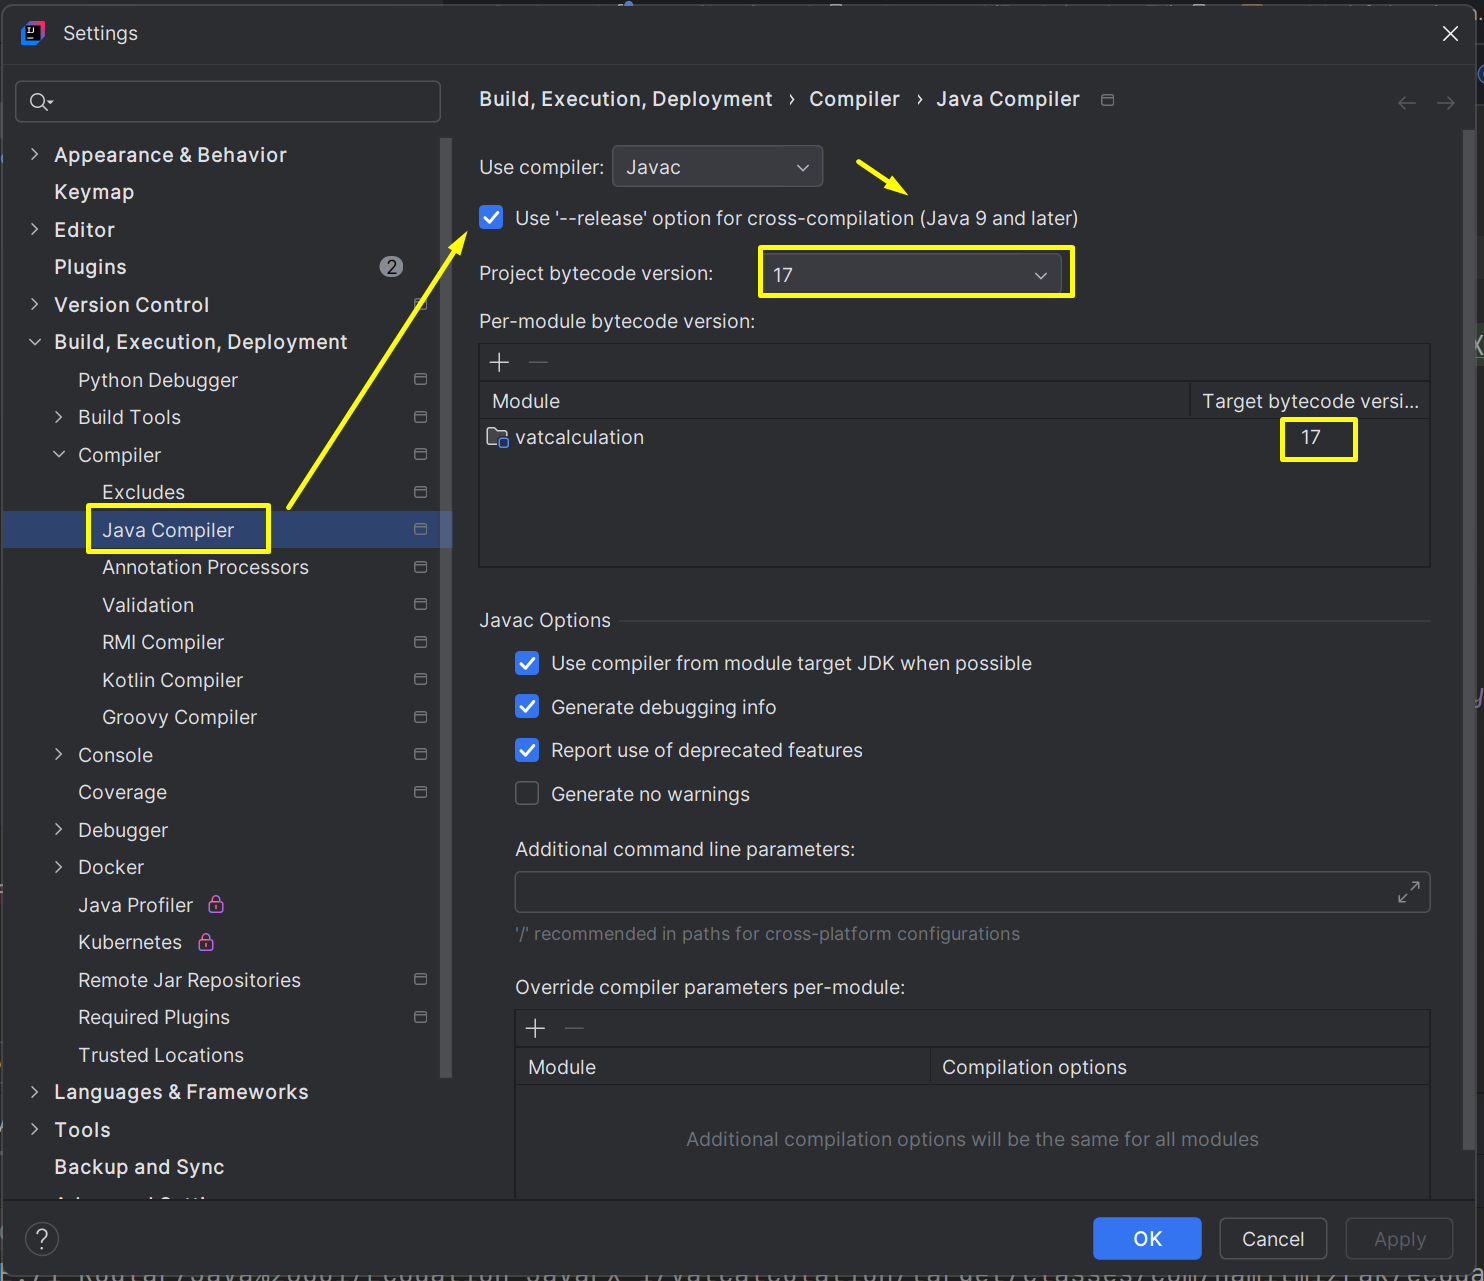 Settings
Appearance & Behavior
Keymap
Editor
Plugins
2
Version Control
Build, Execution, Deployment
Python Debugger
Build Tools
Compiler
Excludes
Java Compiler
Annotation Processors
Validation
RMI Compiler
Kotlin Compiler
Groovy Compiler
Console
Coverage
Debugger
Docker
Java Profiler
Kubernetes
Remote Jar Repositories
Required Plugins
Trusted Locations
Languages & Frameworks
Tools
Backup and Sync
Build, Execution, Deployment › Compiler › Java Compiler
Use compiler: Javac
Use '--release' option for cross-compilation (Java 9 and later)
Project bytecode version: 17
Per-module bytecode version:
Module Target bytecode versi...
vatcalculation 17
Javac Options
Use compiler from module target JDK when possible
Generate debugging info
Report use of deprecated features
Generate no warnings
Additional command line parameters:
'/' recommended in paths for cross-platform configurations
Override compiler parameters per-module:
Module Compilation options
Additional compilation options will be the same for all modules
? OK Cancel Apply